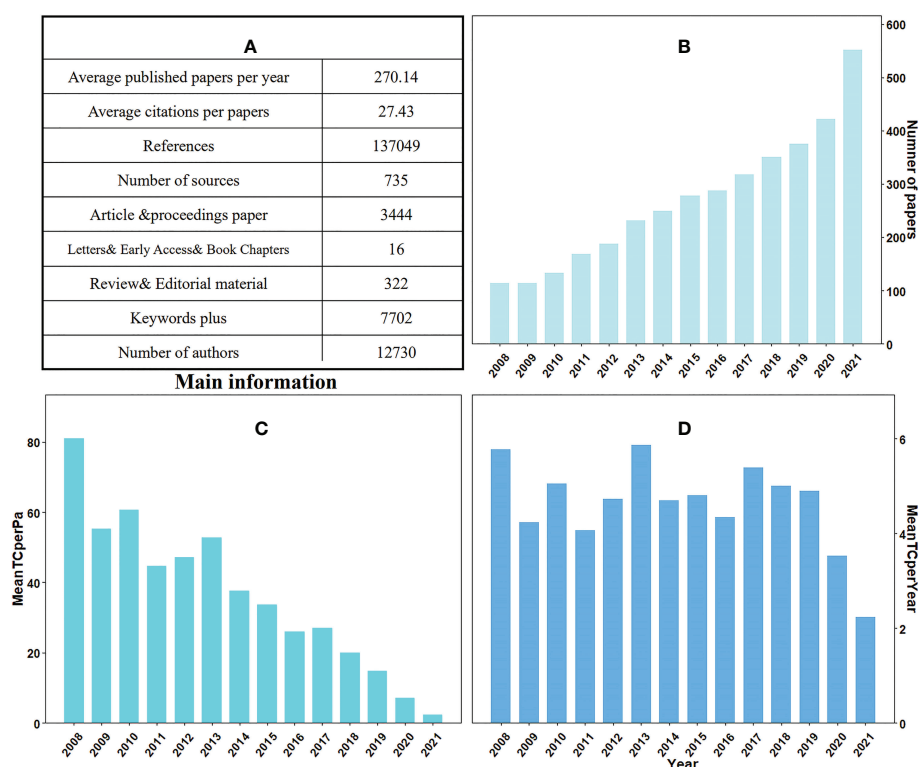 A
Average published papers per year 270.14
Average citations per papers 27.43
References 137049
Number of sources 735
Article &proceedings paper 3444
Letters& Early Access& Book Chapters 16
Review& Editorial material 322
Keywords plus 7702
Number of authors 12730
Main information
B
600
500
400
300
200
100
0
Numner of papers
2008 2009 2010 2011 2012 2013 2014 2015 2016 2017 2018 2019 2020 2021
C
80
60
40
20
0
MeanTCperPa
2008 2009 2010 2011 2012 2013 2014 2015 2016 2017 2018 2019 2020 2021
D
6
4
2
0
MeanTCperYear
2008 2009 2010 2011 2012 2013 2014 2015 2016 2017 2018 2019 2020 2021
Year